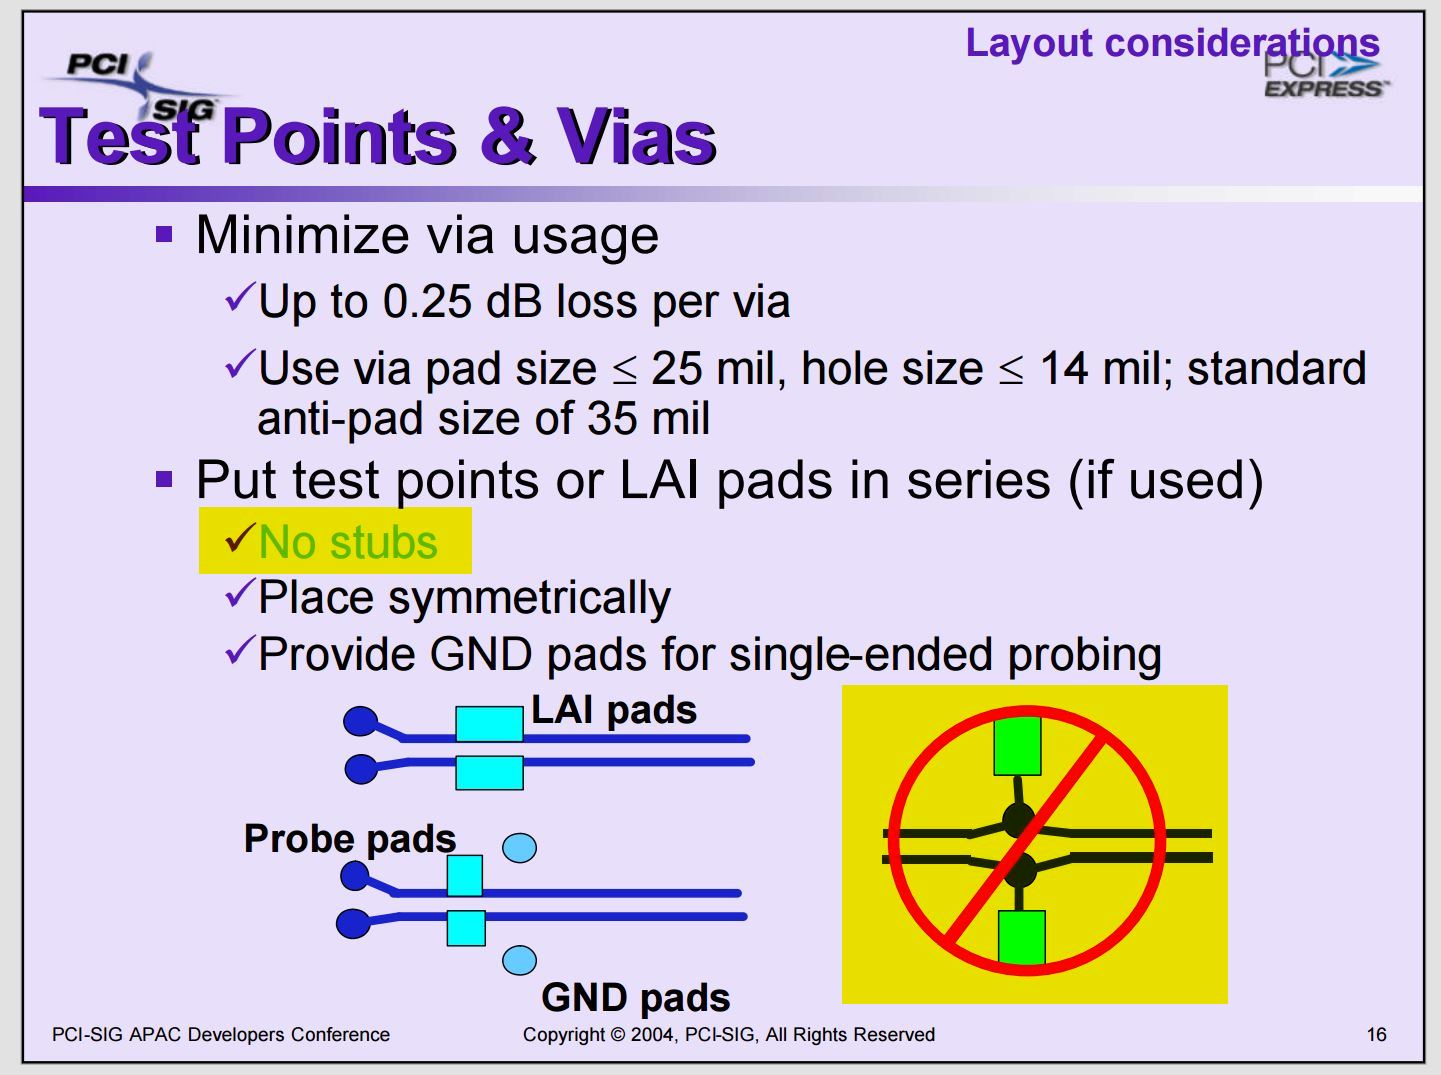 Layout considerations
PCI
SIG
PCI
EXPRESS™
Test Points & Vias
Minimize via usage
Up to 0.25 dB loss per via
Use via pad size ≤ 25 mil, hole size ≤ 14 mil; standard
anti-pad size of 35 mil
Put test points or LAI pads in series (if used)
No stubs
Place symmetrically
Provide GND pads for single-ended probing
LAI pads
Probe pads
GND pads
PCI-SIG APAC Developers Conference
Copyright © 2004, PCI-SIG, All Rights Reserved
16